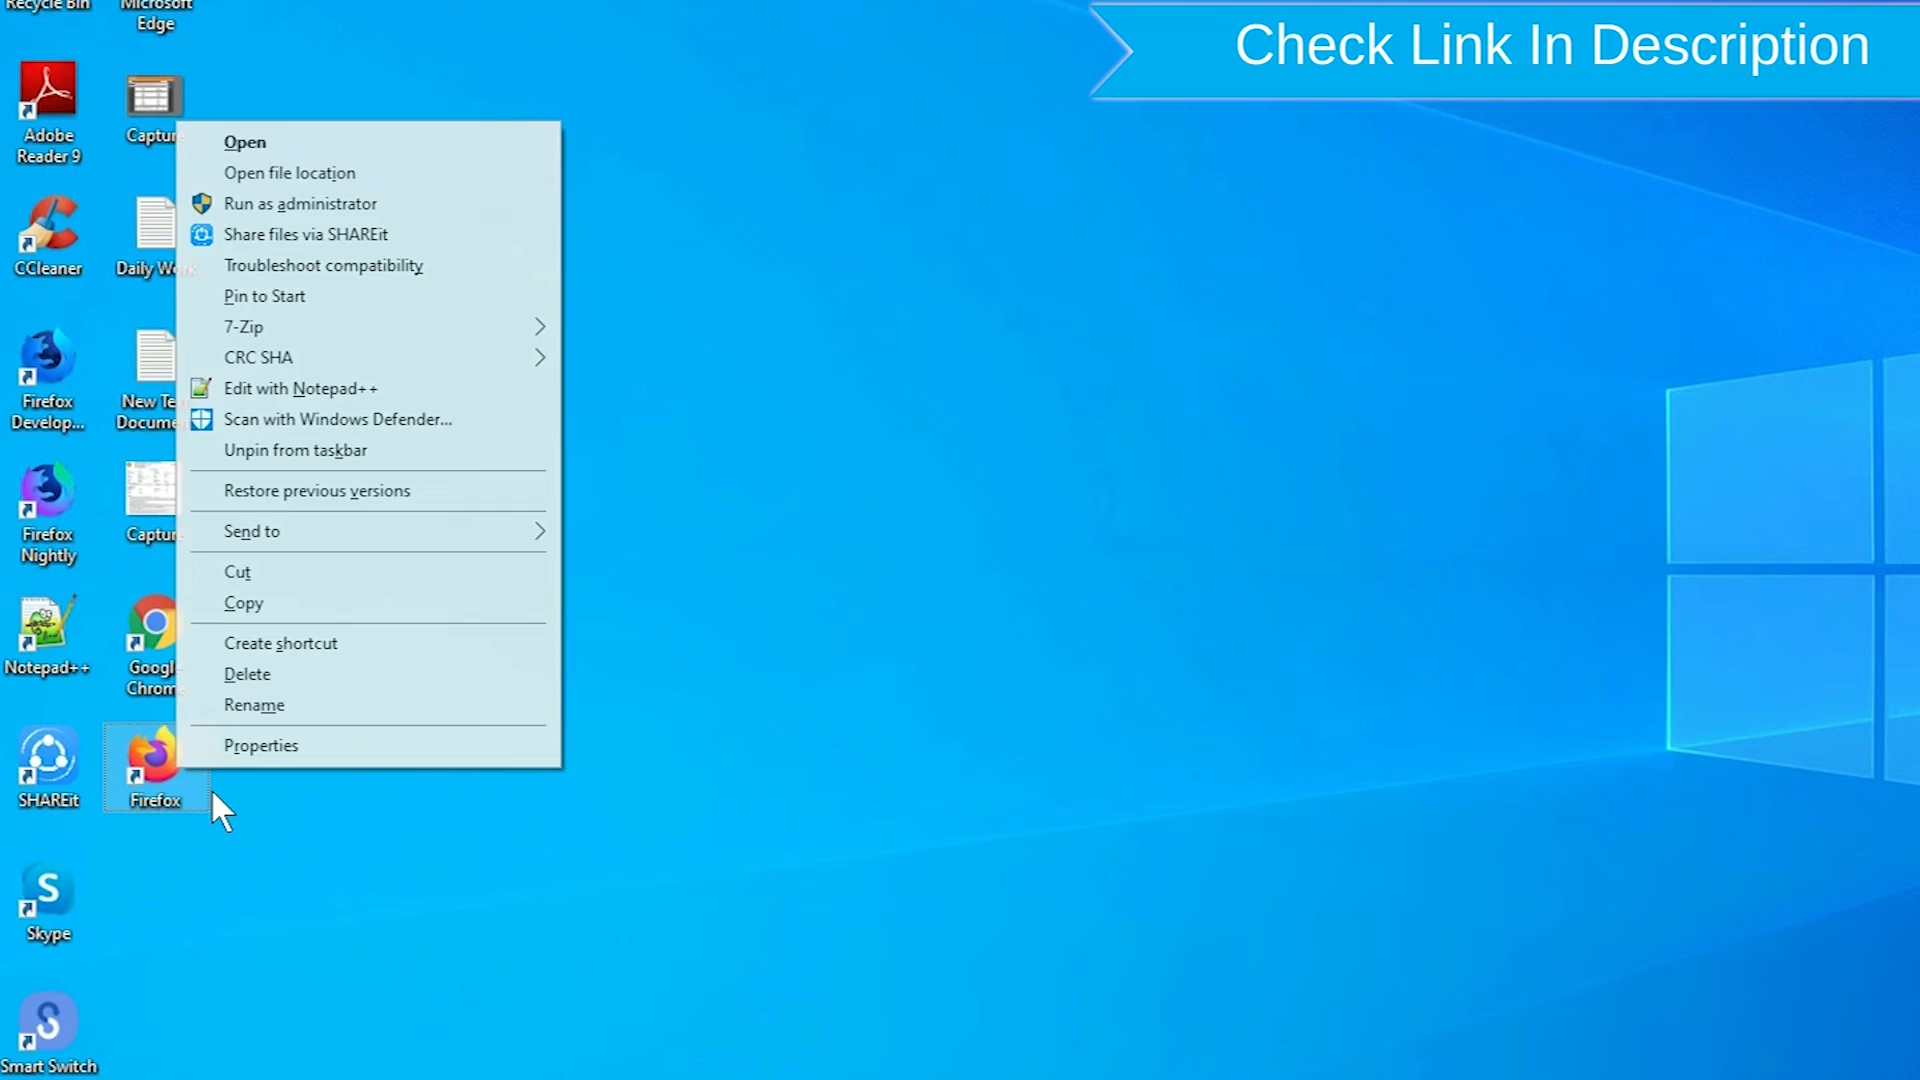 Recycle Bin
Microsoft
Edge
Check Link In Description
Adobe
Reader 9
Captur
CCleaner
Daily Wo
Firefox
Develop...
New Te
Docume
Firefox
Nightly
Captur
Notepad++
Googl
Chrom
SHAREit
Firefox
Skype
Smart Switch
Open
Open file location
Run as administrator
Share files via SHAREit
Troubleshoot compatibility
Pin to Start
7-Zip
CRC SHA
Edit with Notepad++
Scan with Windows Defender...
Unpin from taskbar
Restore previous versions
Send to
Cut
Copy
Create shortcut
Delete
Rename
Properties